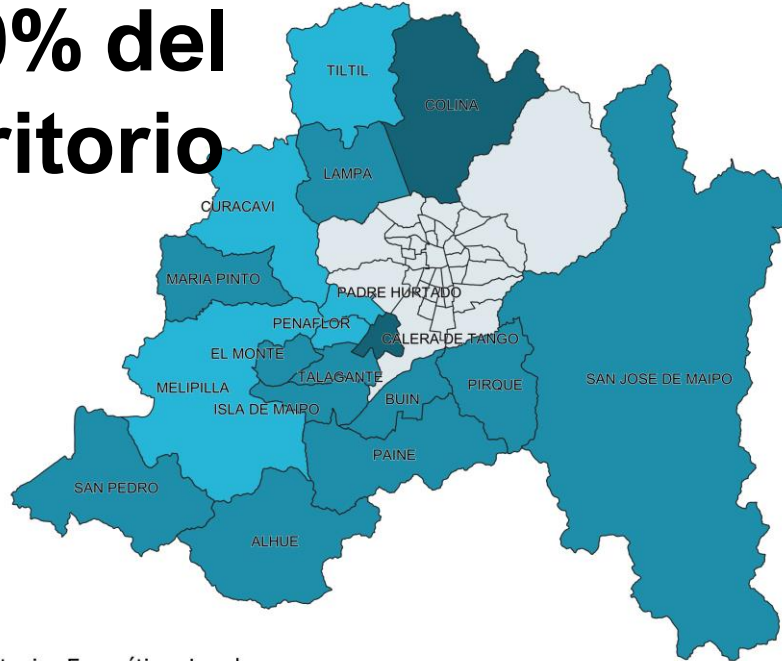 0% del
ritorio
TILTIL
COLINA
LAMPA
CURACAVI
MARIA PINTO
PADRE HURTADO
PENAFLOR
CALERA DE TANGO
EL MONTE
TALAGANTE
MELIPILLA
ISLA DE MAIPO
BUIN
PIRQUE
SAN JOSE DE MAIPO
PAINE
SAN PEDRO
ALHUE